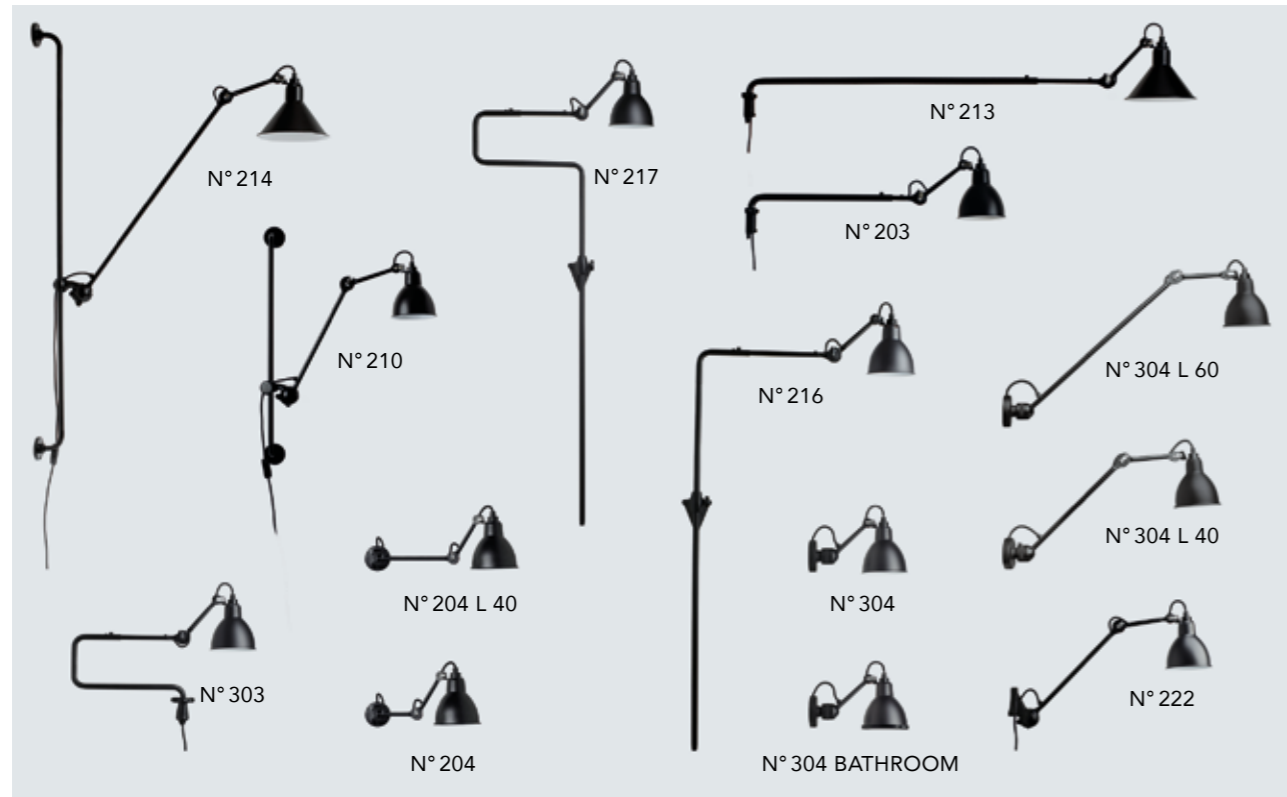 N° 213
N° 214
N° 217
N° 203
N° 210
N° 304 L 60
N° 216
N° 304 L 40
N° 204 L 40
N° 304
N° 303
N° 222
N° 204
N° 304 BATHROOM